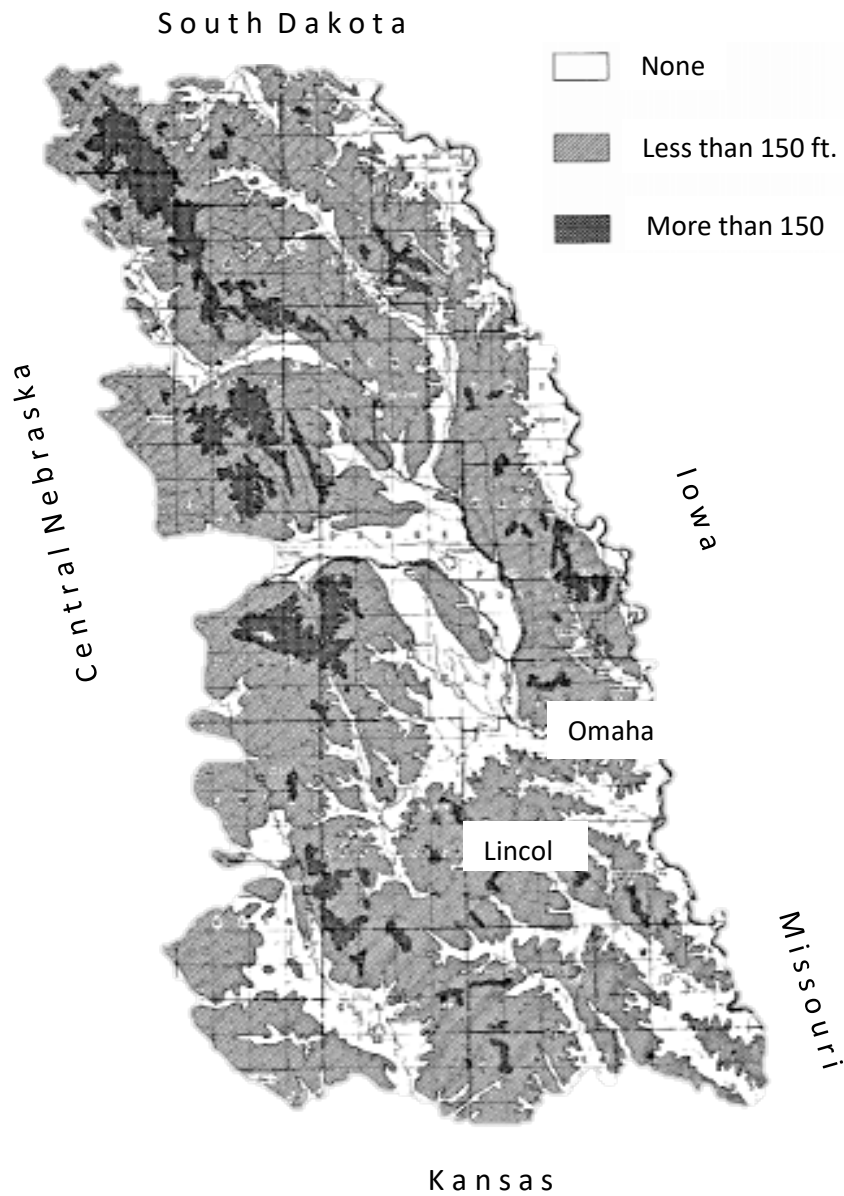 South Dakota
None
Less than 150 ft.
More than 150
Central Nebraska
Iowa
Omaha
Lincol
Missouri
Kansas